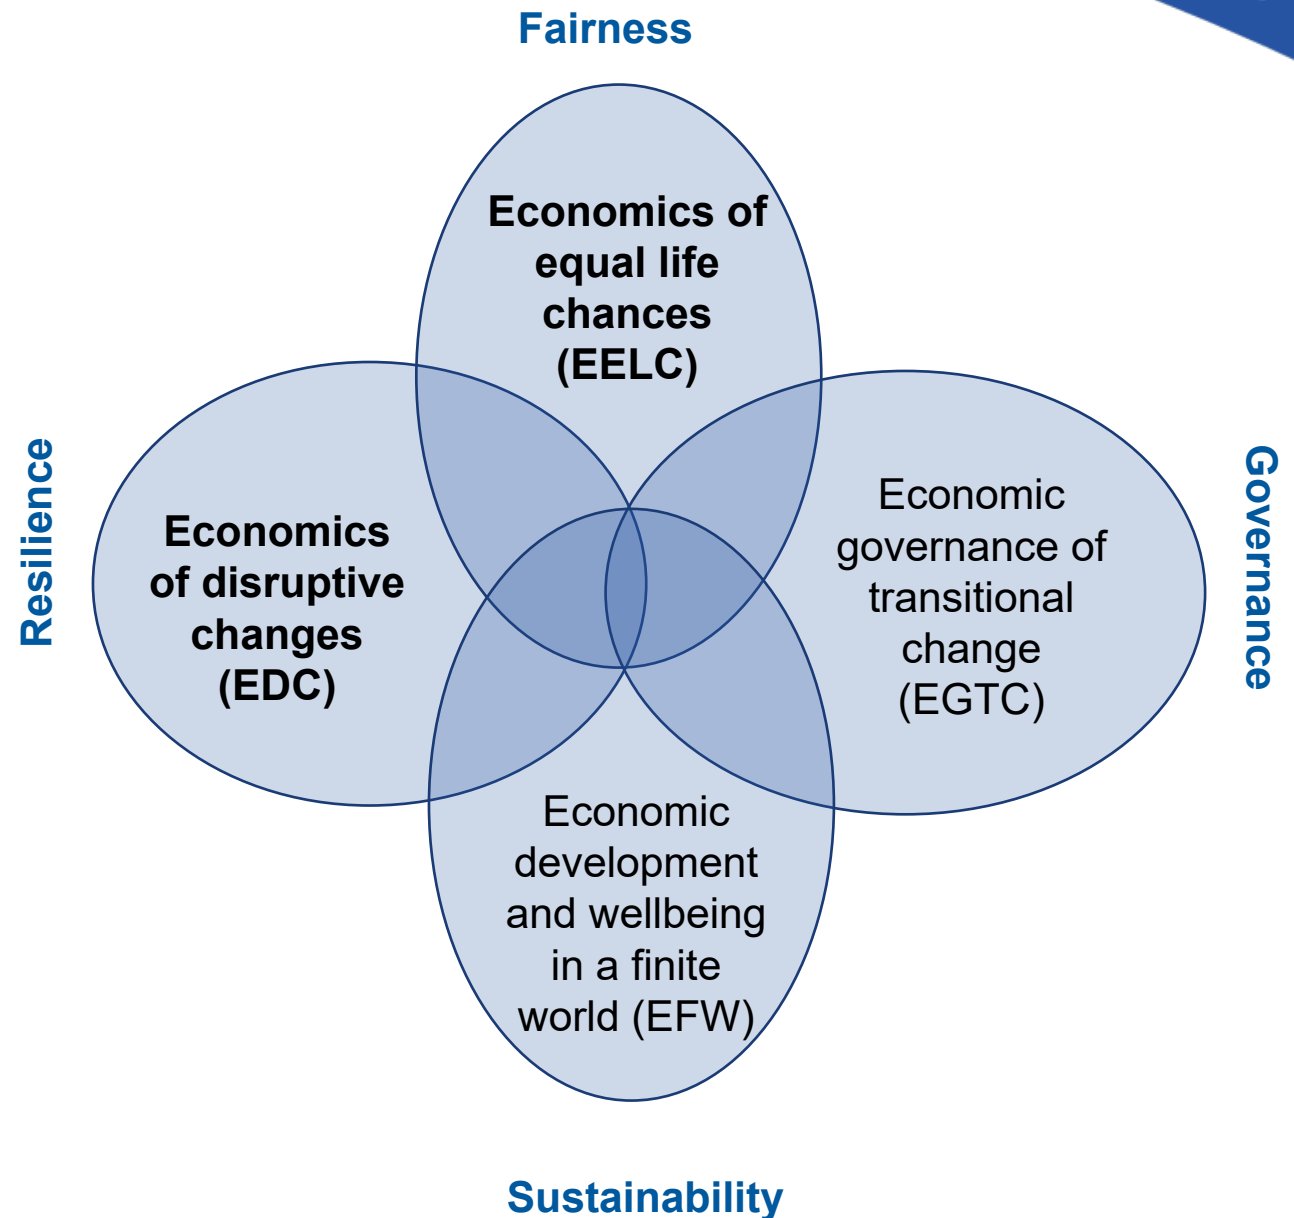 Fairness
Economics of
equal life
chances
(EELC)
Resilience
Economics
of disruptive
changes
(EDC)
Economic
governance of
transitional
change
(EGTC)
Governance
Economic
development
and wellbeing
in a finite
world (EFW)
Sustainability